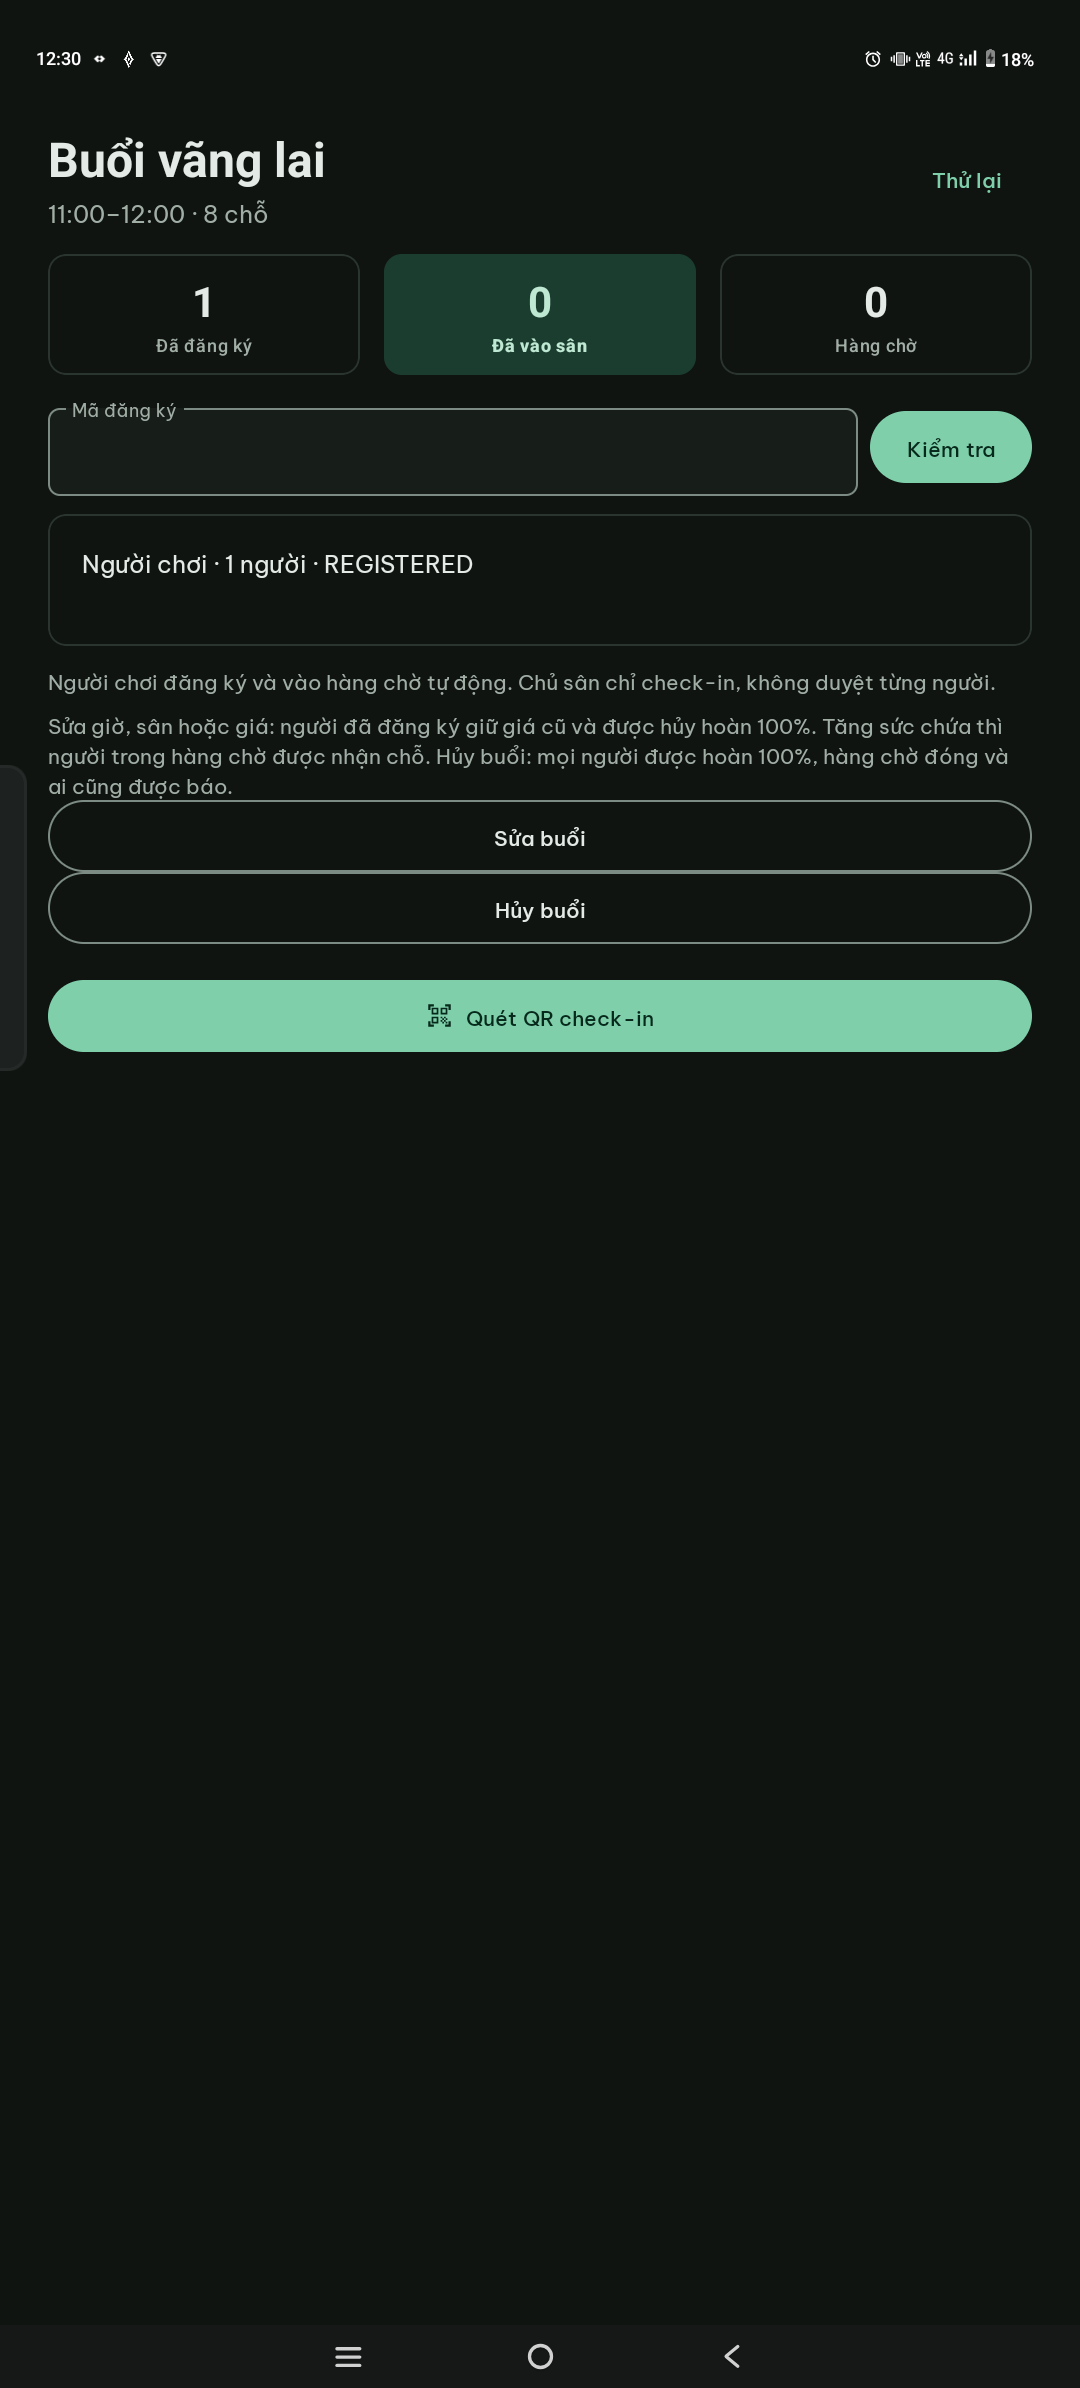 12:30
VoLTE 4G 18%
Buổi vãng lai
Thử lại
11:00–12:00 · 8 chỗ
1
Đã đăng ký
0
Đã vào sân
0
Hàng chờ
Mã đăng ký
Kiểm tra
Người chơi · 1 người · REGISTERED
Người chơi đăng ký và vào hàng chờ tự động. Chủ sân chỉ check-in, không duyệt từng người.
Sửa giờ, sân hoặc giá: người đã đăng ký giữ giá cũ và được hủy hoàn 100%. Tăng sức chứa thì
người trong hàng chờ được nhận chỗ. Hủy buổi: mọi người được hoàn 100%, hàng chờ đóng và
ai cũng được báo.
Sửa buổi
Hủy buổi
Quét QR check-in